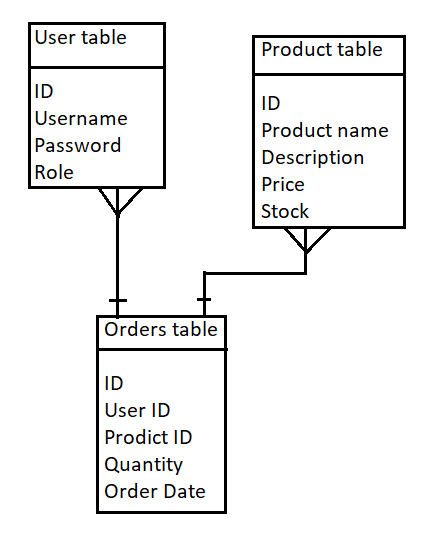 User table
ID
Username
Password
Role
Product table
ID
Product name
Description
Price
Stock
Orders table
ID
User ID
Prodict ID
Quantity
Order Date